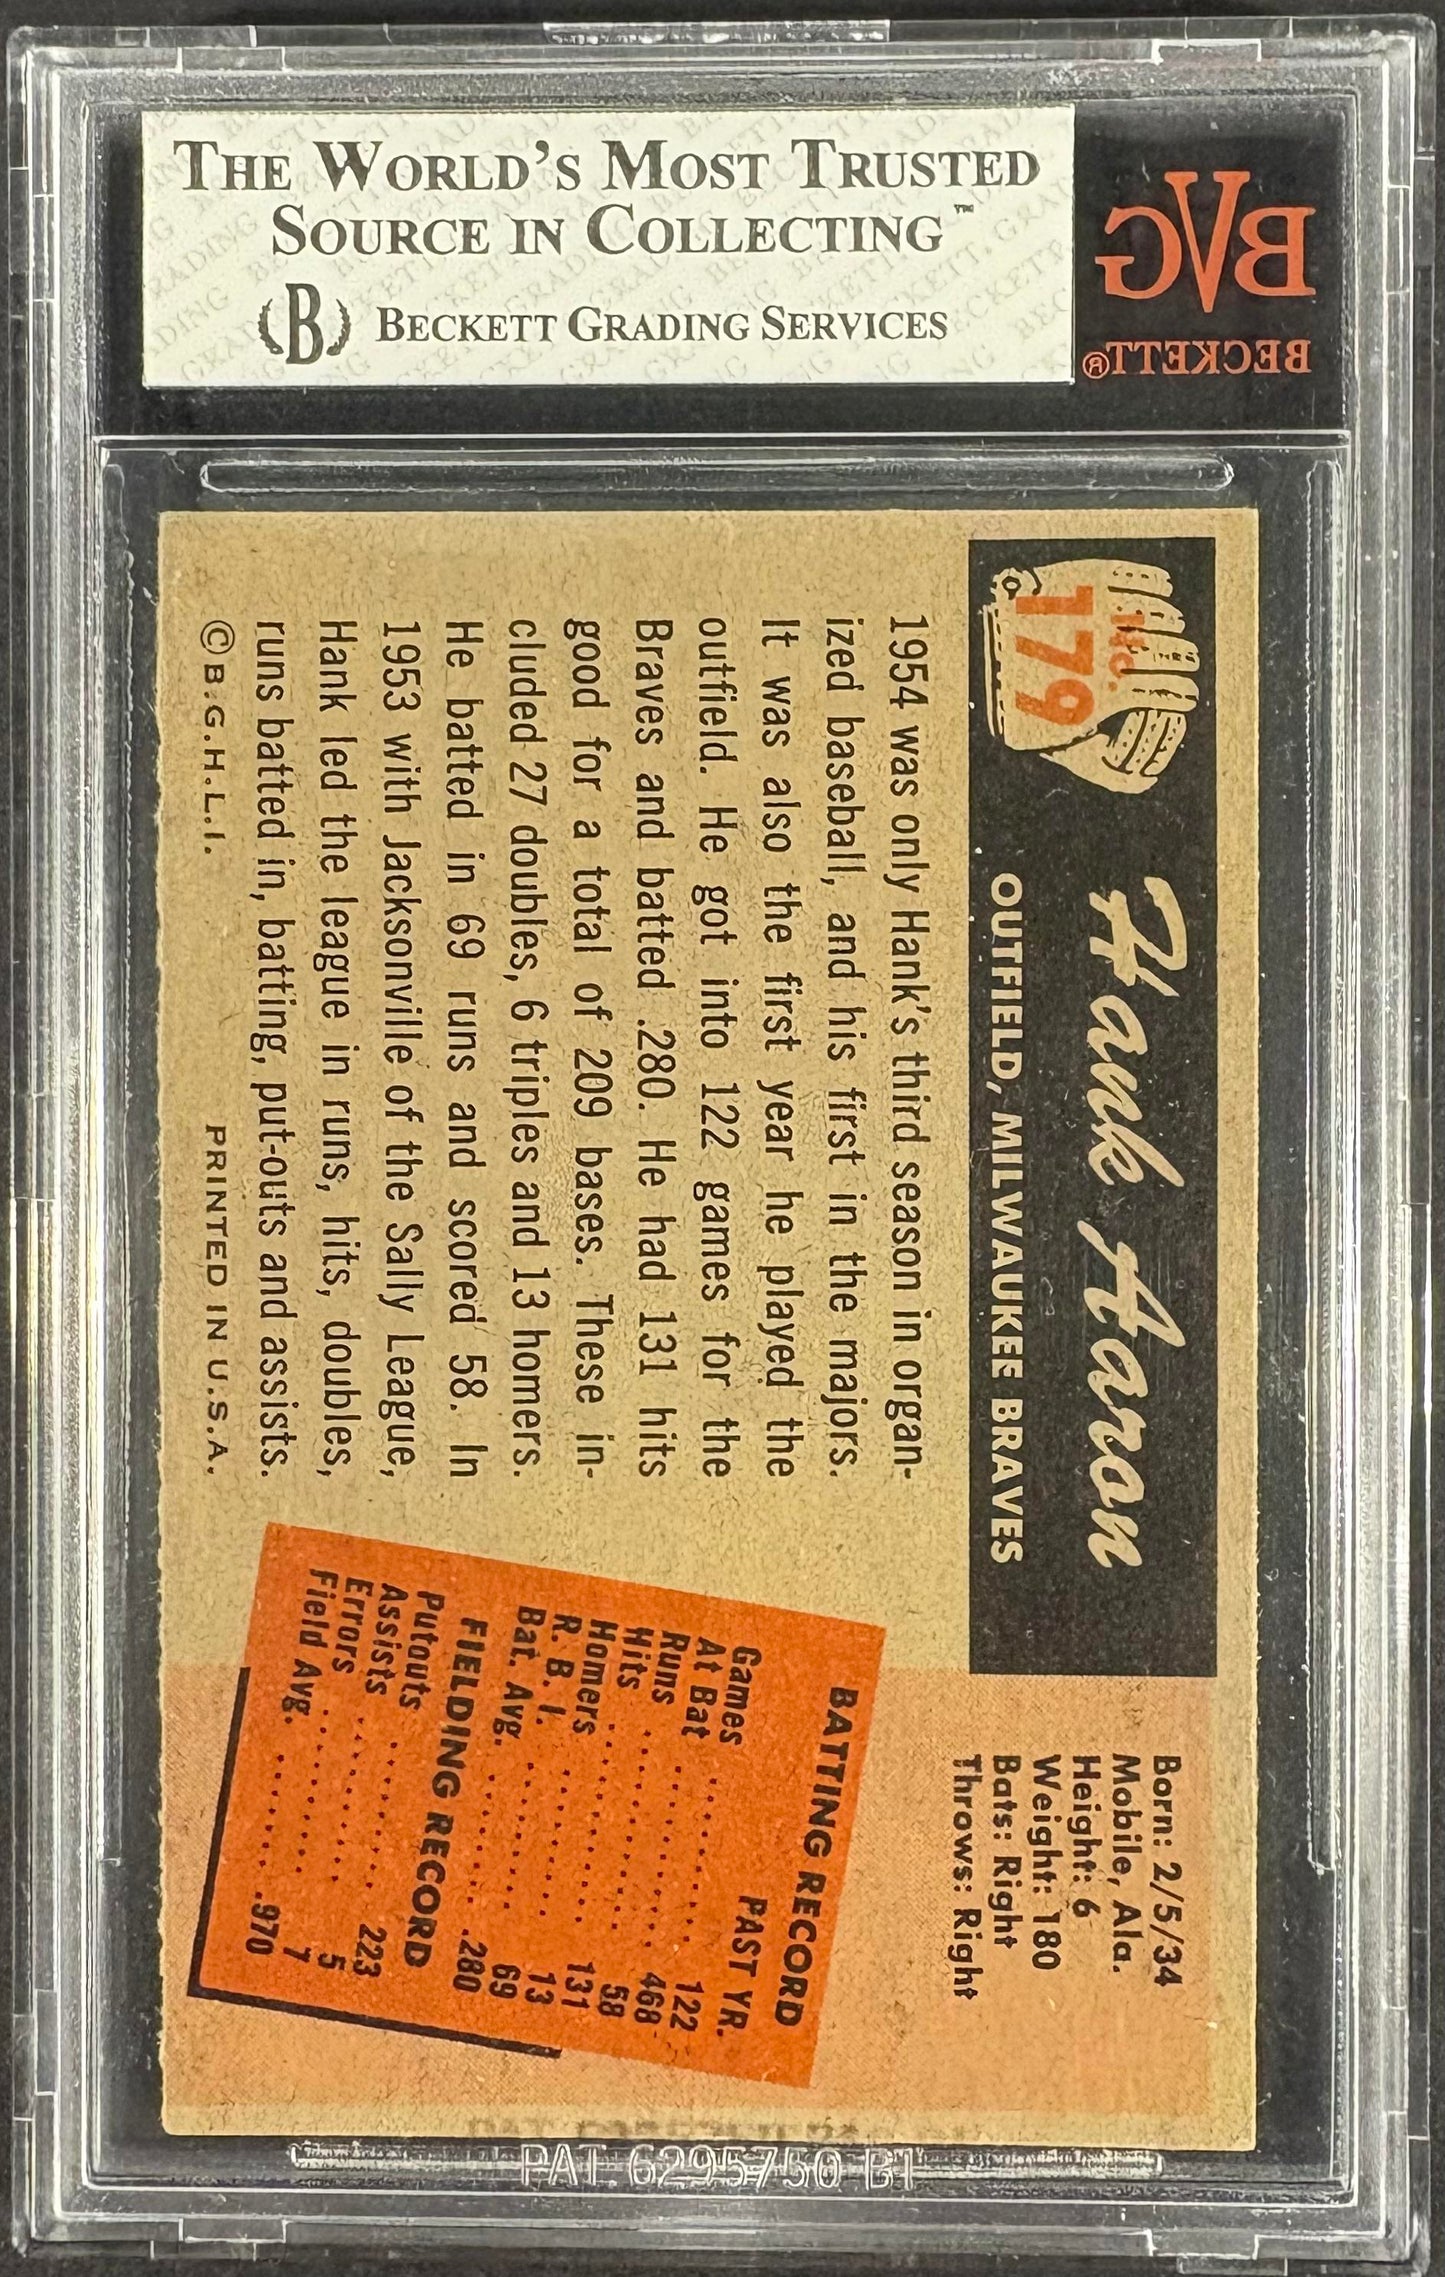 THE WORLD'S MOST TRUSTED
SOURCE IN COLLECTING™
B BECKETT GRADING SERVICES
BVG
BECKETT®
No.
179
Hank Aaron
OUTFIELD, MILWAUKEE BRAVES
Born: 2/5/34
Mobile, Ala.
Height: 6
Weight: 180
Bats: Right
Throws: Right
1954 was only Hank's third season in organ-
ized baseball, and his first in the majors.
It was also the first year he played the
outfield. He got into 122 games for the
Braves and batted .280. He had 131 hits
good for a total of 209 bases. These in-
cluded 27 doubles, 6 triples and 13 homers.
He batted in 69 runs and scored 58. In
1953 with Jacksonville of the Sally League,
Hank led the league in runs, hits, doubles,
runs batted in, batting, put-outs and assists.
©B.G.H.L.I. PRINTED IN U.S.A.
BATTING RECORD
PAST YR.
Games ........ 122
At Bat ........ 468
Runs ........ 58
Hits ........ 131
Homers ........ 13
R. B. I. ........ 69
Bat. Avg. ........ .280
FIELDING RECORD
Putouts ........ 223
Assists ........ 5
Errors ........ 7
Field Avg. ........ .970
PAT. 6295750 B1